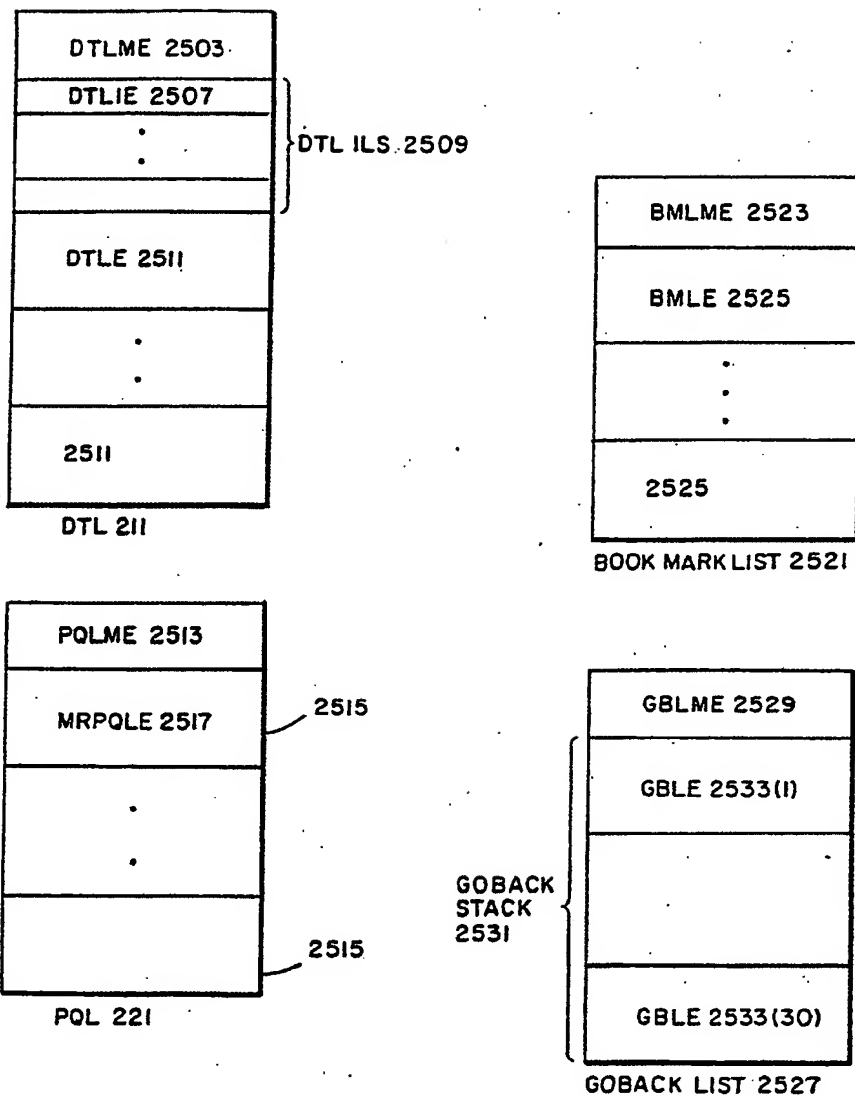 DTLME 2503
DTLIE 2507
DTL ILS 2509
DTLE 2511
2511
DTL 211
BMLME 2523
BMLE 2525
2525
BOOK MARK LIST 2521
PQLME 2513
MRPQLE 2517
2515
2515
PQL 221
GBLME 2529
GBLE 2533(1)
GOBACK
STACK
2531
GBLE 2533(30)
GOBACK LIST 2527